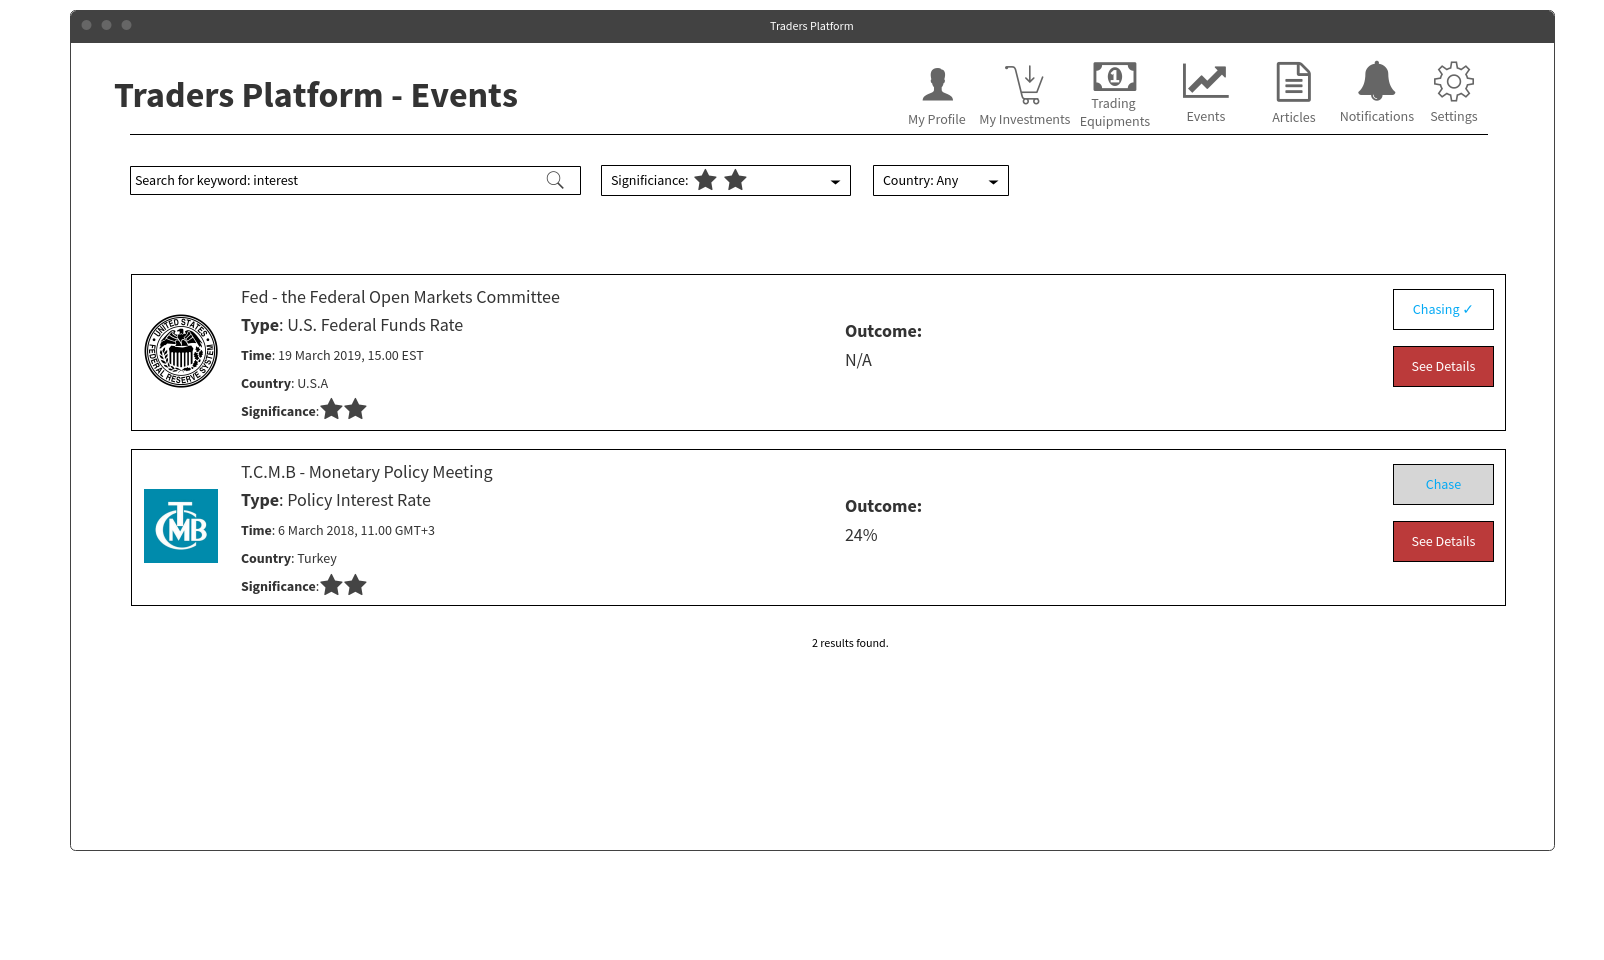 Traders Platform
Traders Platform - Events
My Profile
My Investments
Trading
Equipments
Events
Articles
Notifications
Settings
Search for keyword: interest
Significiance:
Country: Any
UNITED STATES
FEDERAL RESERVE SYSTEM
Fed - the Federal Open Markets Committee
Type: U.S. Federal Funds Rate
Time: 19 March 2019, 15.00 EST
Country: U.S.A
Significance:
Outcome:
N/A
Chasing ✓
See Details
TCMB
T.C.M.B - Monetary Policy Meeting
Type: Policy Interest Rate
Time: 6 March 2018, 11.00 GMT+3
Country: Turkey
Significance:
Outcome:
24%
Chase
See Details
2 results found.